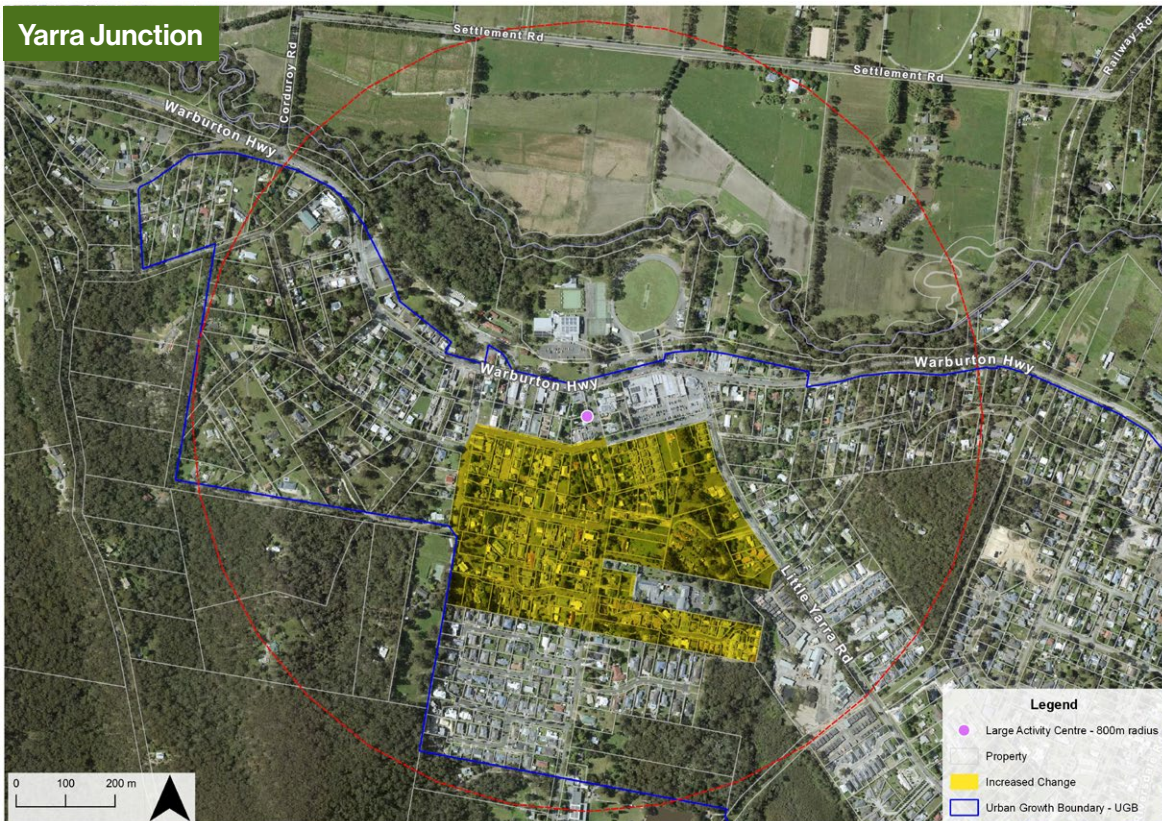 Yarra Junction
Settlement Rd
Settlement Rd
Railway Rd
Corduroy Rd
Warburton Hwy
Warburton Hwy
Warburton Hwy
Little Yarra Rd
Legend
Large Activity Centre - 800m radius
Property
Increased Change
Urban Growth Boundary - UGB
0 100 200 m